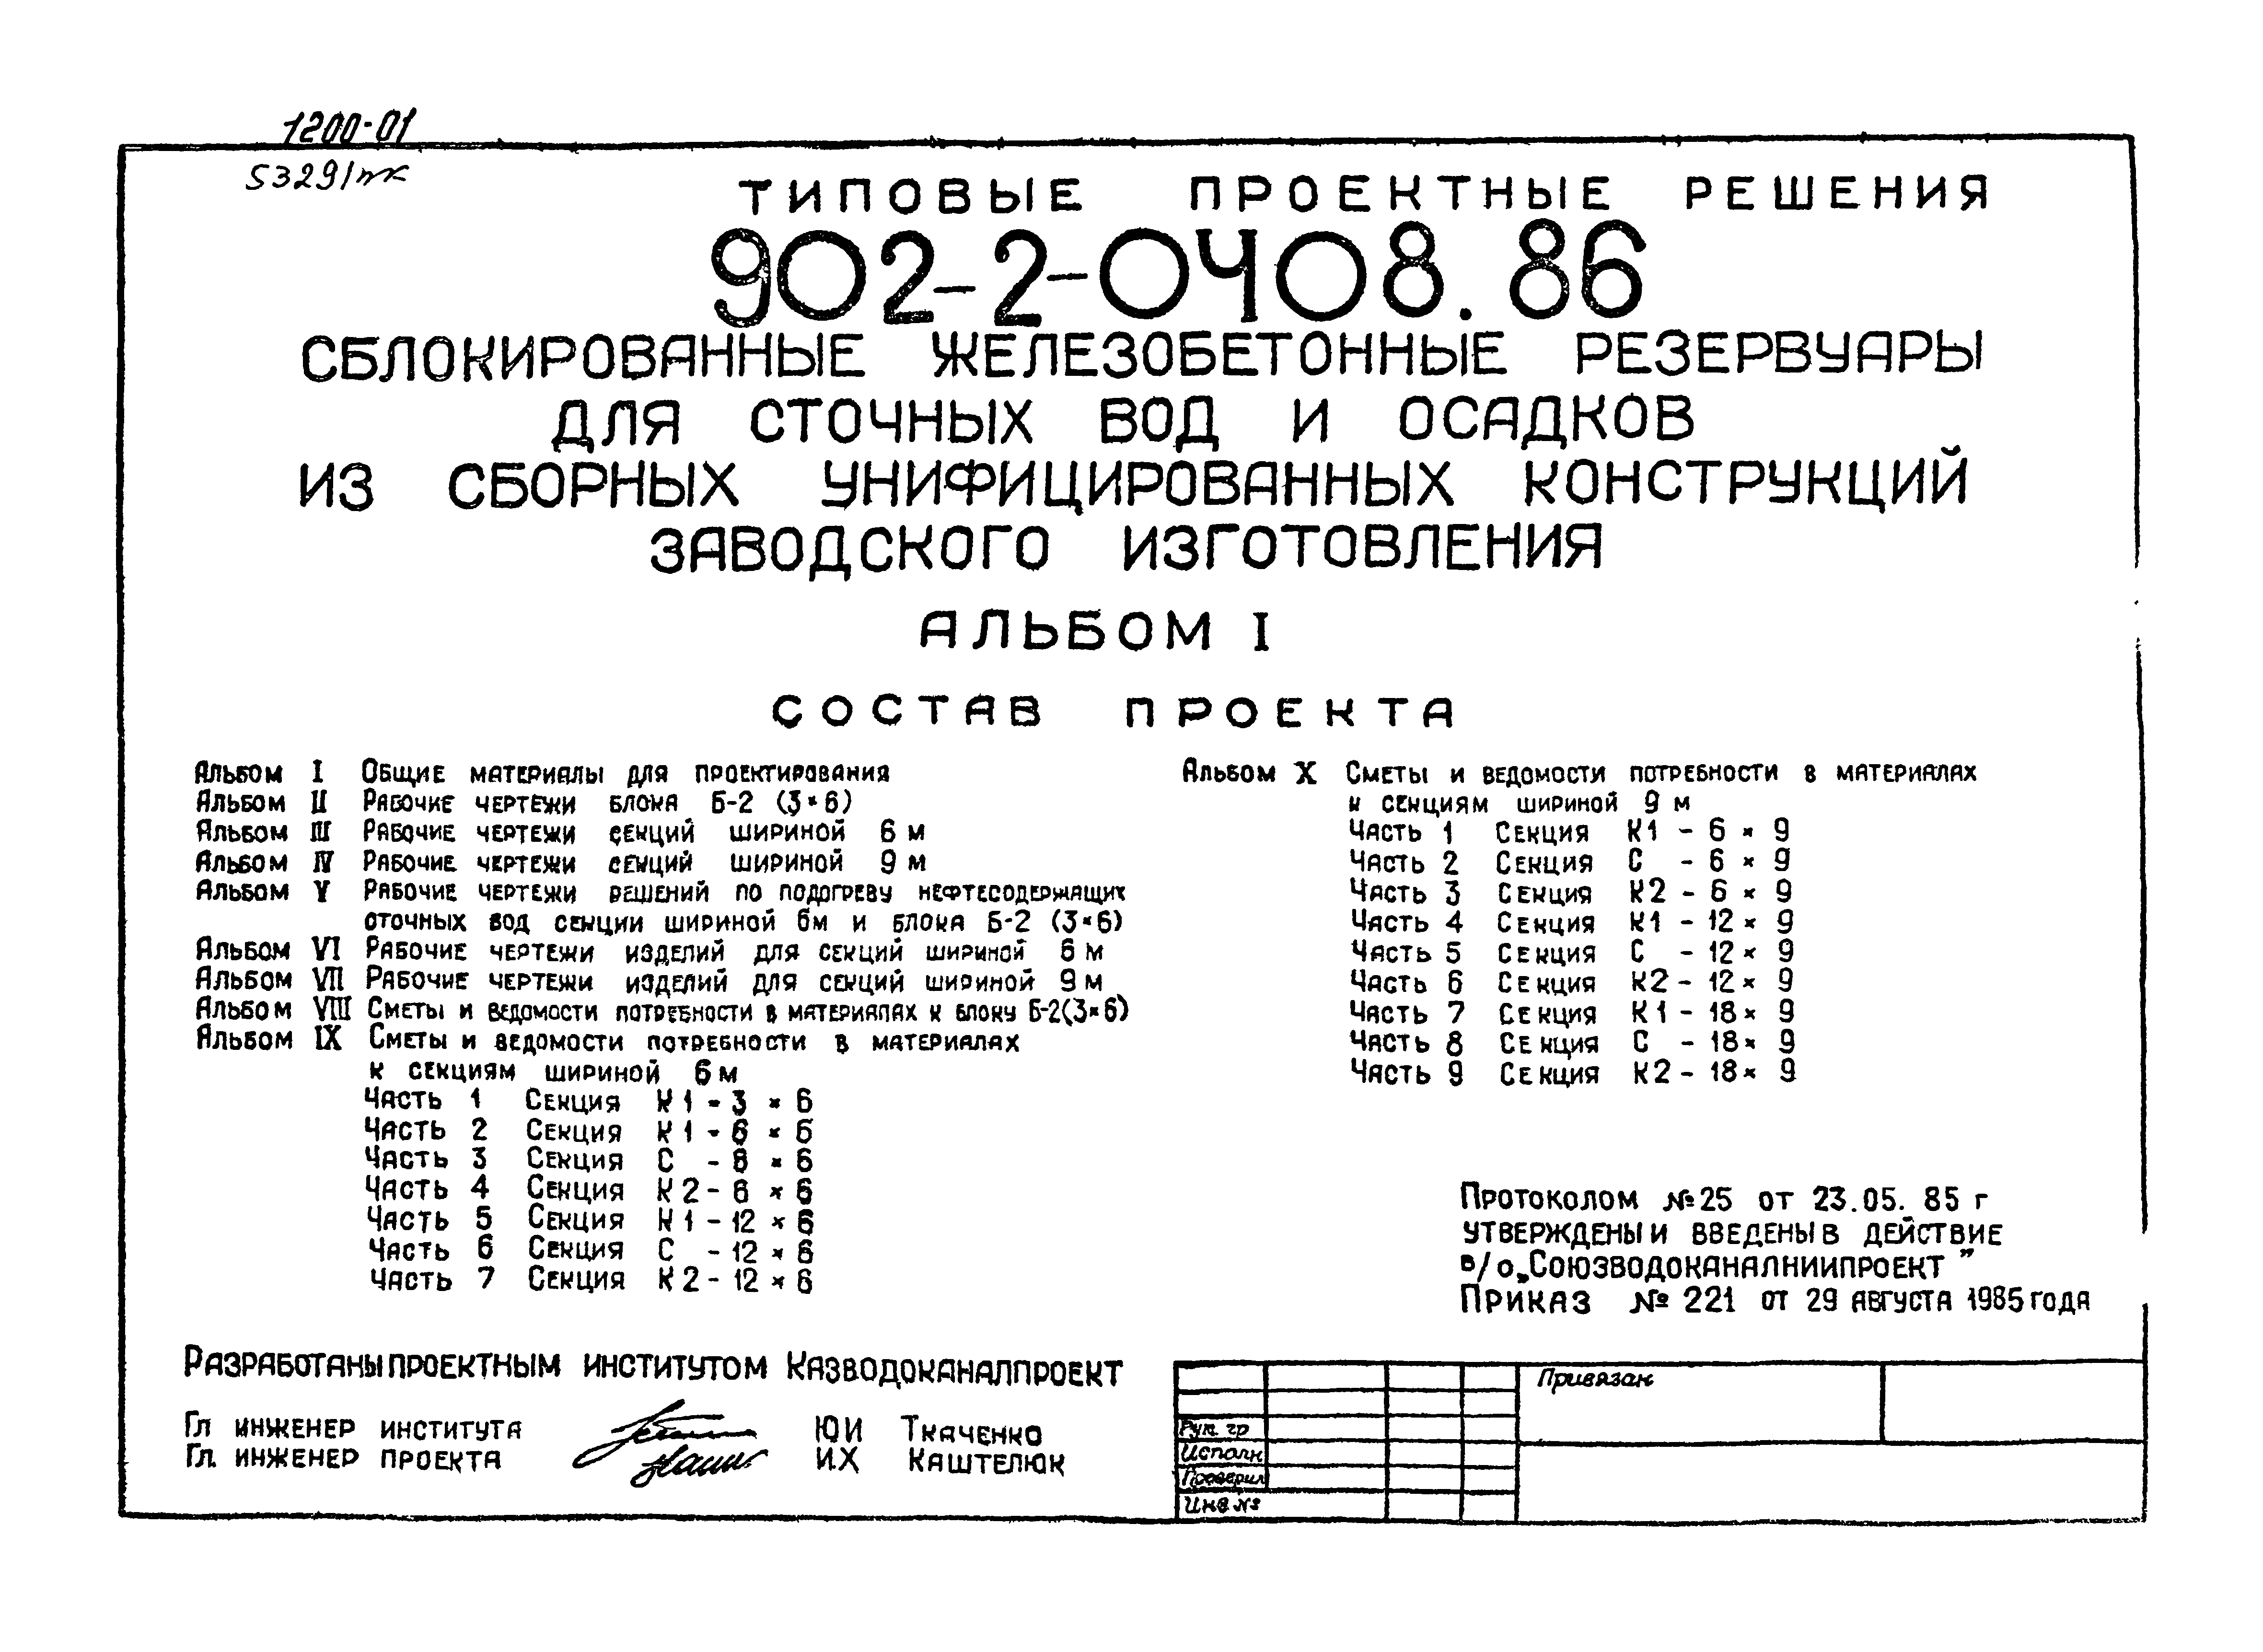 1200-01
53291
ТИПОВЫЕ ПРОЕКТНЫЕ РЕШЕНИЯ
902-2-0408.86
СБЛОКИРОВАННЫЕ ЖЕЛЕЗОБЕТОННЫЕ РЕЗЕРВУАРЫ
ДЛЯ СТОЧНЫХ ВОД И ОСАДКОВ
ИЗ СБОРНЫХ УНИФИЦИРОВАННЫХ КОНСТРУКЦИЙ
ЗАВОДСКОГО ИЗГОТОВЛЕНИЯ
АЛЬБОМ I
СОСТАВ ПРОЕКТА
Альбом I Общие материалы для проектирования
Альбом II Рабочие чертежи блока Б-2 (3×6)
Альбом III Рабочие чертежи секций шириной 6 м
Альбом IV Рабочие чертежи секций шириной 9 м
Альбом V Рабочие чертежи решений по подогреву нефтесодержащих
сточных вод секции шириной 6м и блока Б-2 (3×6)
Альбом VI Рабочие чертежи изделий для секций шириной 6 м
Альбом VII Рабочие чертежи изделий для секций шириной 9 м
Альбом VIII Сметы и ведомости потребности в материалах к блоку Б-2(3×6)
Альбом IX Сметы и ведомости потребности в материалах
к секциям шириной 6 м
Часть 1 Секция К1-3×6
Часть 2 Секция К1-6×6
Часть 3 Секция С -6×6
Часть 4 Секция К2-6×6
Часть 5 Секция К1-12×6
Часть 6 Секция С -12×6
Часть 7 Секция К2-12×6
Альбом X Сметы и ведомости потребности в материалах
к секциям шириной 9 м
Часть 1 Секция К1-6×9
Часть 2 Секция С -6×9
Часть 3 Секция К2-6×9
Часть 4 Секция К1-12×9
Часть 5 Секция С -12×9
Часть 6 Секция К2-12×9
Часть 7 Секция К1-18×9
Часть 8 Секция С -18×9
Часть 9 Секция К2-18×9
Протоколом №25 от 23.05.85 г
утверждены и введены в действие
в/о „Союзводоканалниипроект"
Приказ №221 от 29 августа 1985 года
Разработаны проектным институтом Казводоканалпроект
Гл инженер института Ю И Ткаченко
Гл. инженер проекта И.Х Каштелюк
Привязан
Рук. гр
Исполн
Проверил
Инв №